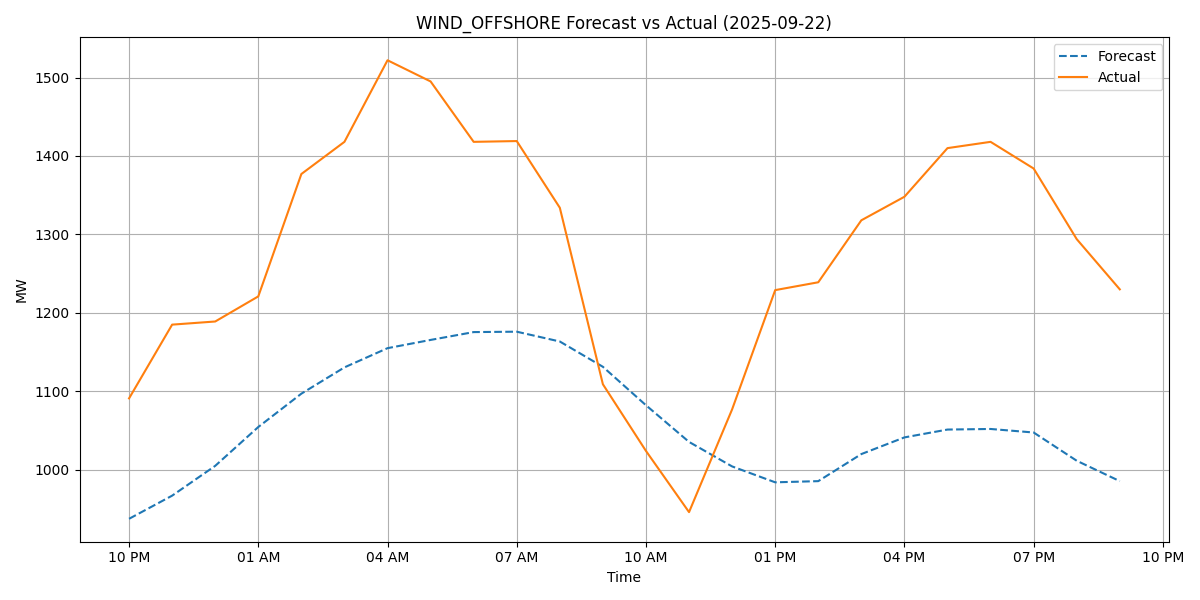 WIND_OFFSHORE Forecast vs Actual (2025-09-22)
Forecast
Actual
MW
1500
1400
1300
1200
1100
1000
10 PM 01 AM 04 AM 07 AM 10 AM 01 PM 04 PM 07 PM 10 PM
Time